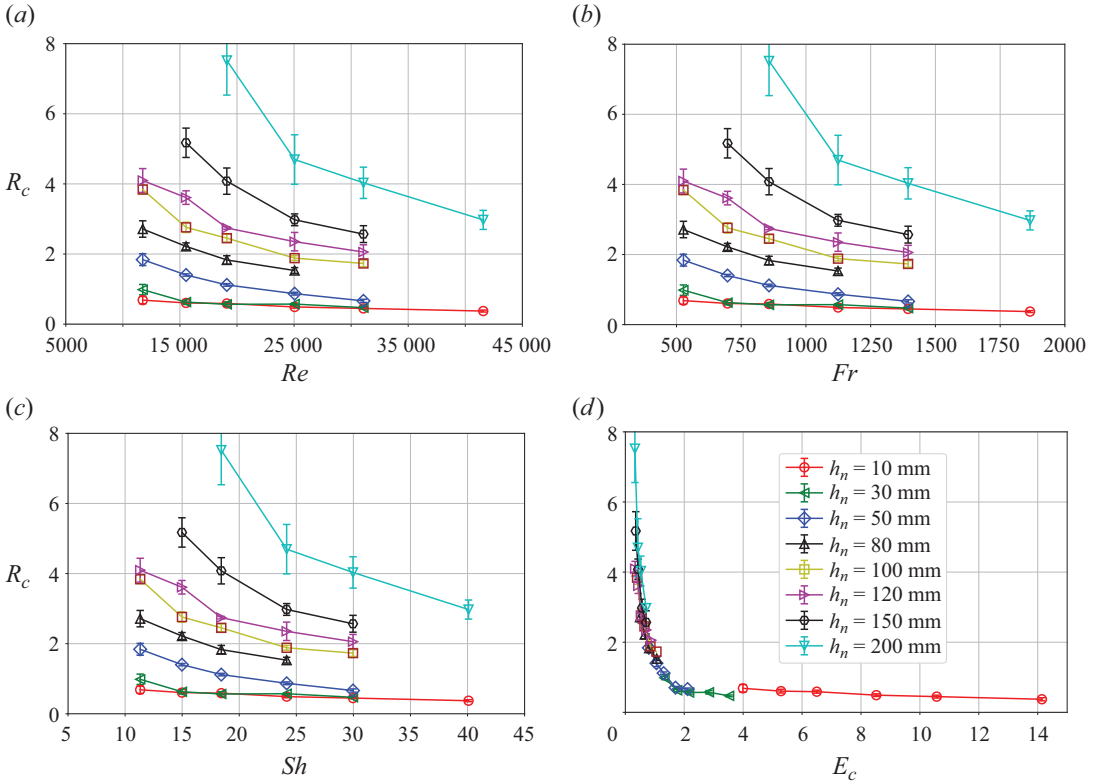 (a)
(b)
8
6
4
2
0
R_c
5000 15 000 25 000 35 000 45 000
Re
8
6
4
2
0
500 750 1000 1250 1500 1750 2000
Fr
(c)
(d)
8
6
4
2
0
R_c
5 10 15 20 25 30 35 40 45
Sh
8
6
4
2
0 2 4 6 8 10 12 14
E_c
h_n = 10 mm
h_n = 30 mm
h_n = 50 mm
h_n = 80 mm
h_n = 100 mm
h_n = 120 mm
h_n = 150 mm
h_n = 200 mm